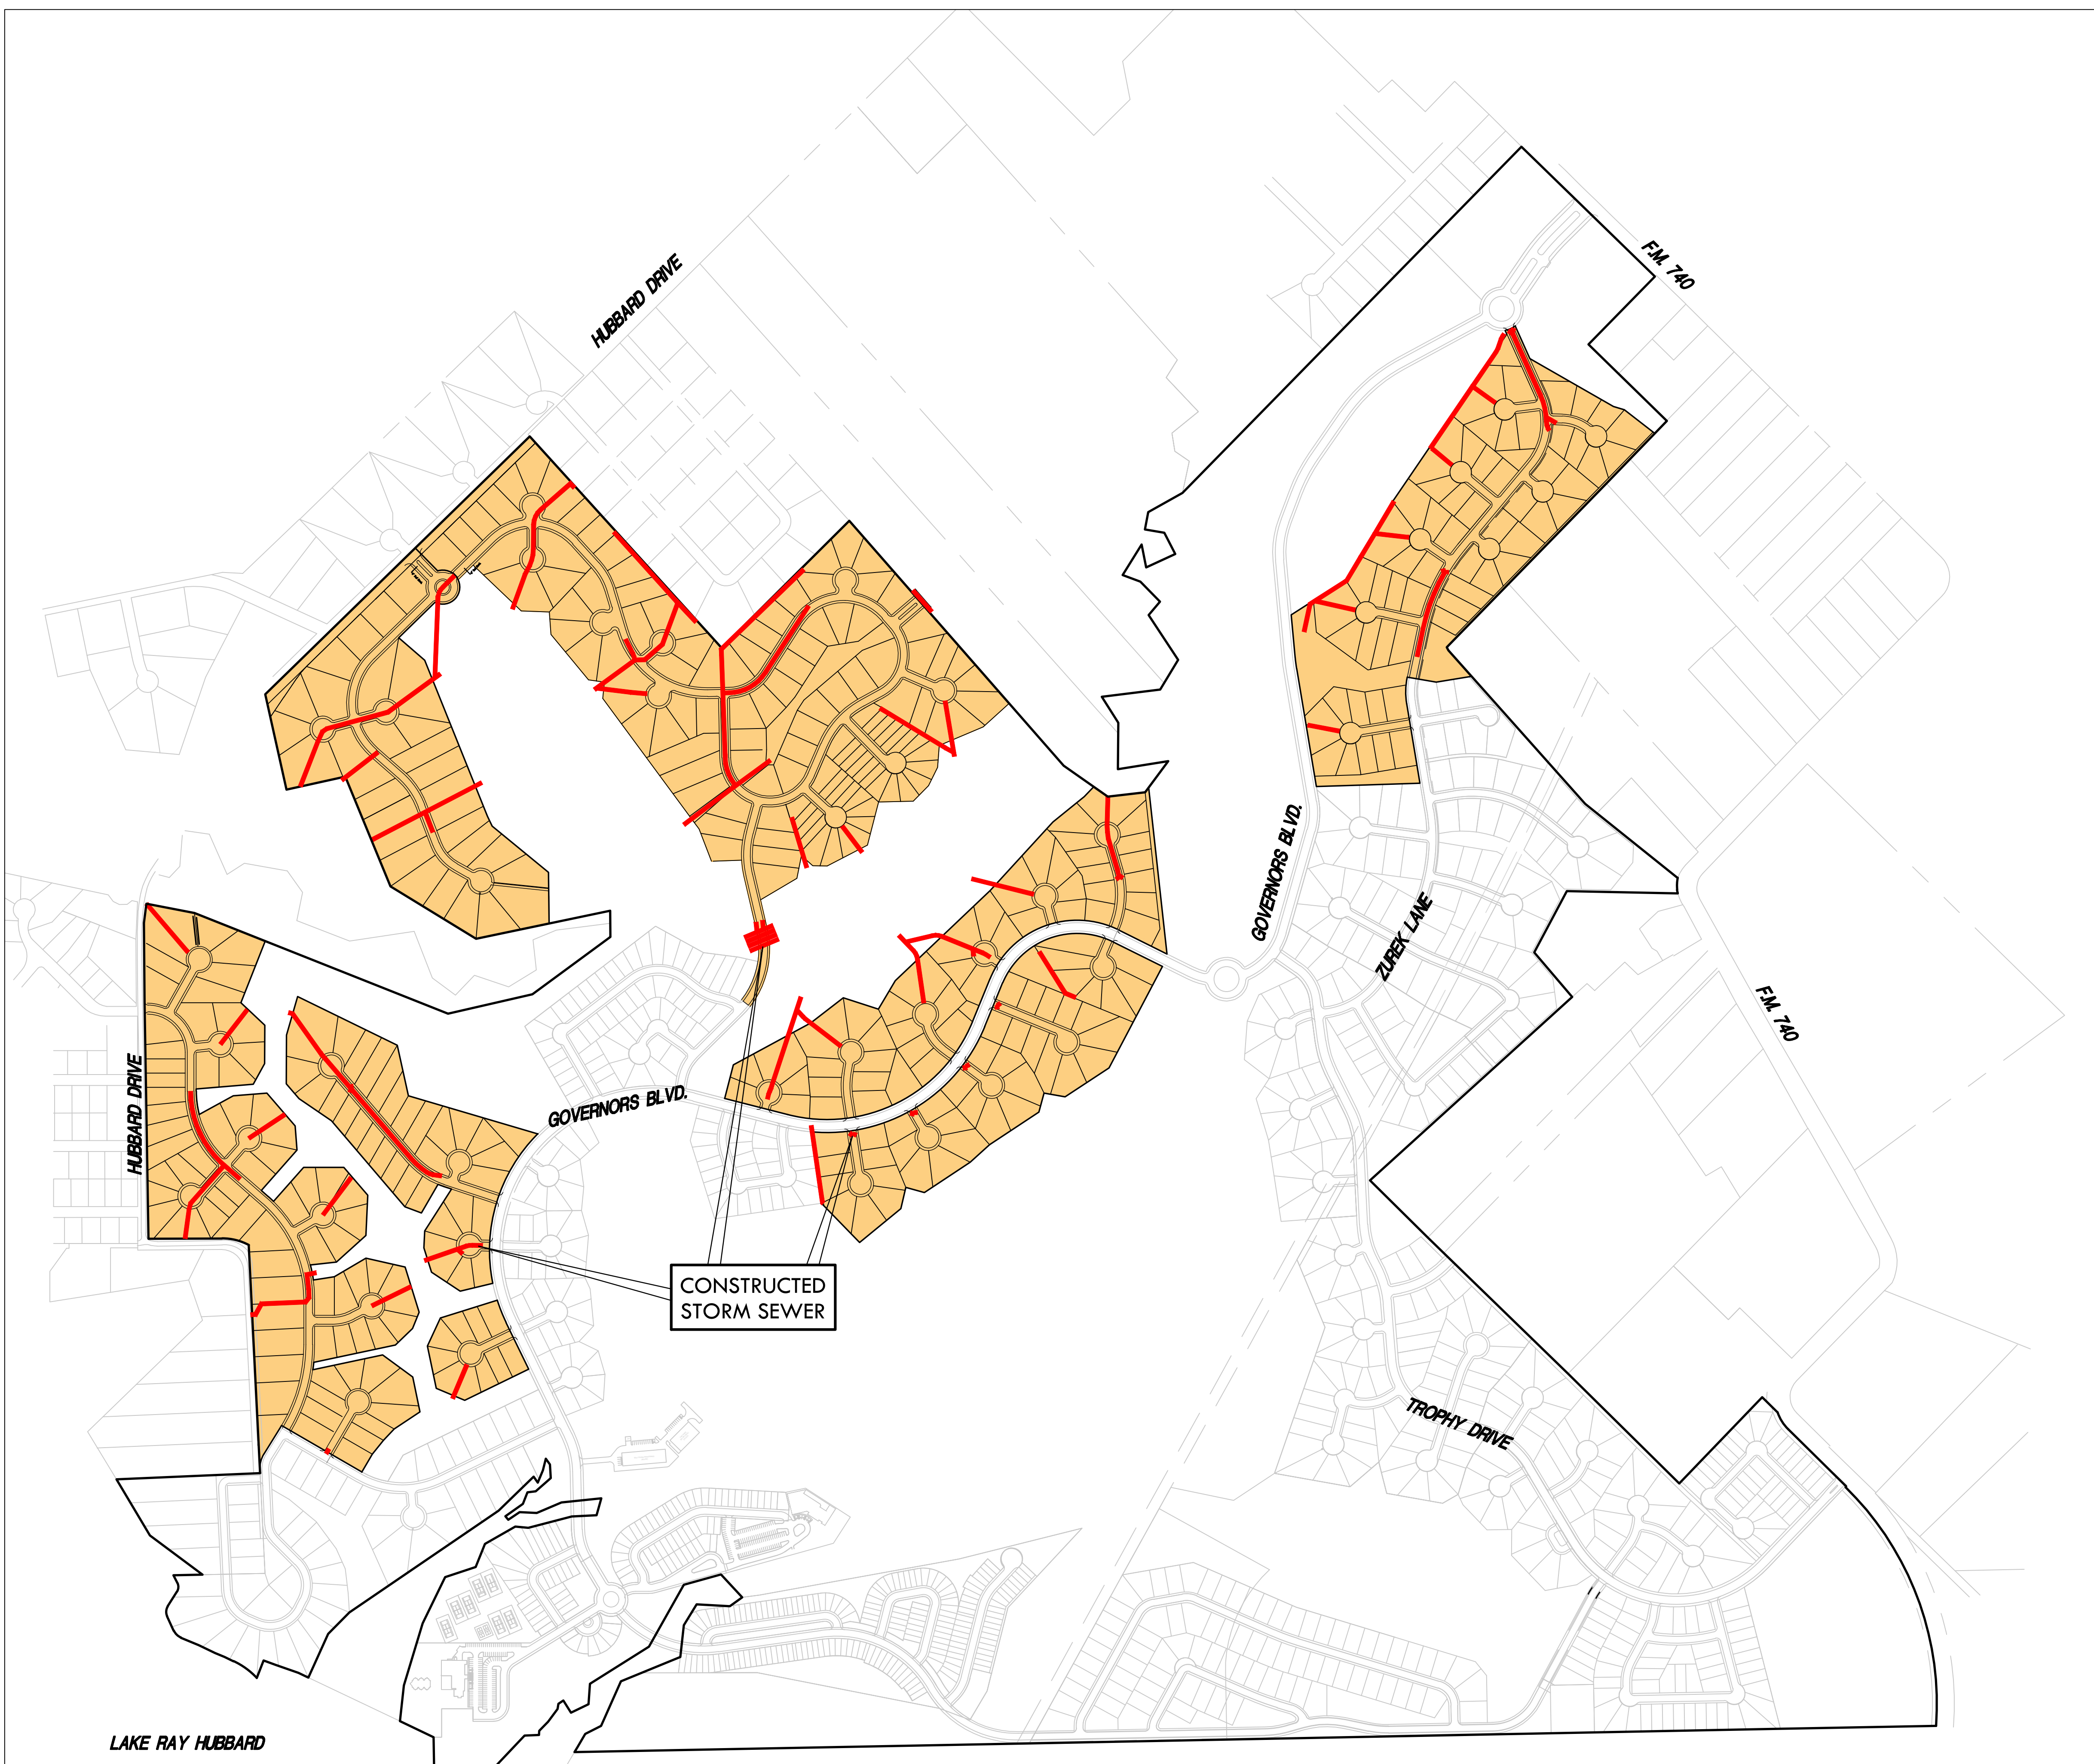 HUBBARD DRIVE
F.M. 740
GOVERNORS BLVD.
ZUREK LANE
F.M. 740
HUBBARD DRIVE
GOVERNORS BLVD.
CONSTRUCTED
STORM SEWER
TROPHY DRIVE
LAKE RAY HUBBARD